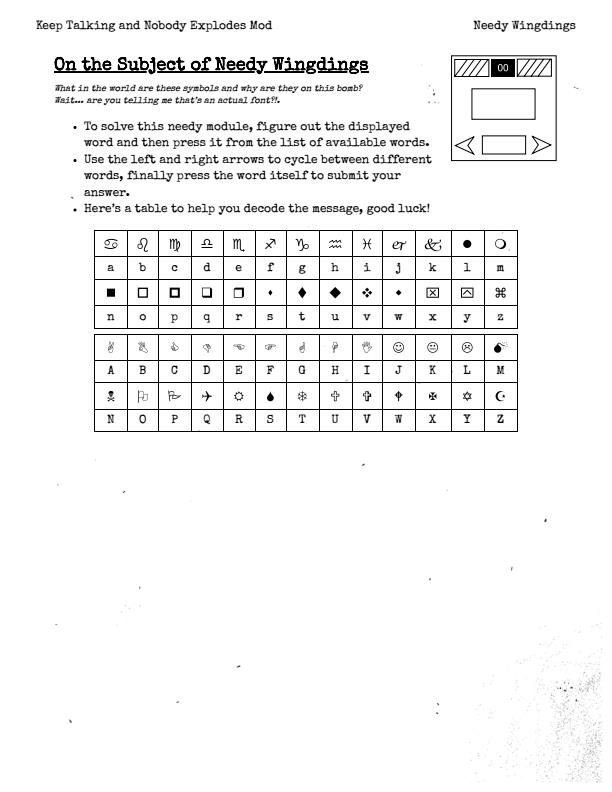 Keep Talking and Nobody Explodes Mod
Needy Wingdings
On the Subject of Needy Wingdings
What in the world are these symbols and why are they on this bomb?
Wait... are you telling me that's an actual font?!.
00
• To solve this needy module, figure out the displayed
word and then press it from the list of available words.
• Use the left and right arrows to cycle between different
words, finally press the word itself to submit your
answer.
• Here's a table to help you decode the message, good luck!
♋ ♌ ♍ ♎ ♏ ♐ ♑ ♒ ♓ 🙰 🙵 ● ❍
a b c d e f g h i j k l m
■ □ 🞐 ❑ ❒ ⬧ ⧫ ◆ ❖ ⬥ ⌧ ⍓ ⌘
n o p q r s t u v w x y z
✌ 👌 👍 👎 ☜ ☞ ☝ ☟ ✋ ☺ 😐 ☹ 💣
A B C D E F G H I J K L M
☠ ⚐ 🏱 ✈ ☼ 💧 ❄ 🕆 ✞ 🕈 ✠ ✡ ☪
N O P Q R S T U V W X Y Z